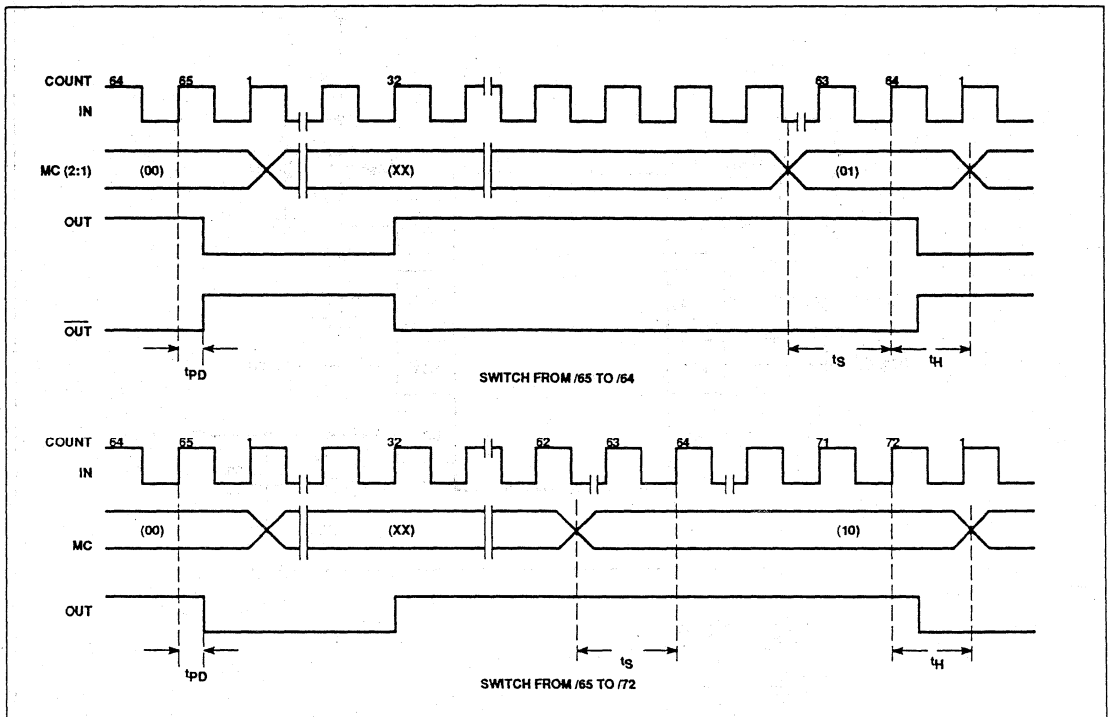 COUNT 64 65 1 32 63 64 1
IN
MC (2:1) (00) (XX) (01)
OUT
OUT
tPD tS tH
SWITCH FROM /65 TO /64
COUNT 64 65 1 32 62 63 64 71 72 1
IN
MC (00) (XX) (10)
OUT
tPD tS tH
SWITCH FROM /65 TO /72